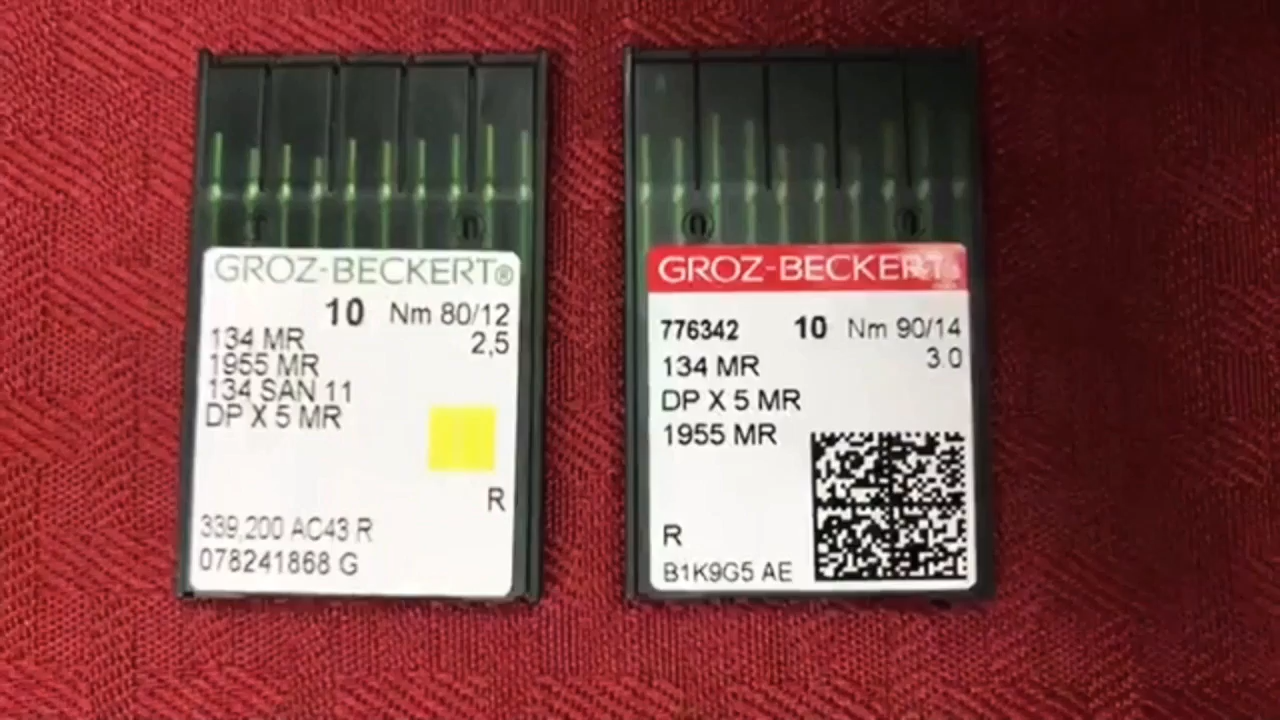 GROZ-BECKERT®
10 Nm 80/12
2,5
134 MR
1955 MR
134 SAN 11
DP X 5 MR
R
339,200 AC43 R
078241868 G
GROZ-BECKERT
776342 10 Nm 90/14
3.0
134 MR
DP X 5 MR
1955 MR
R
B1K9G5 AE